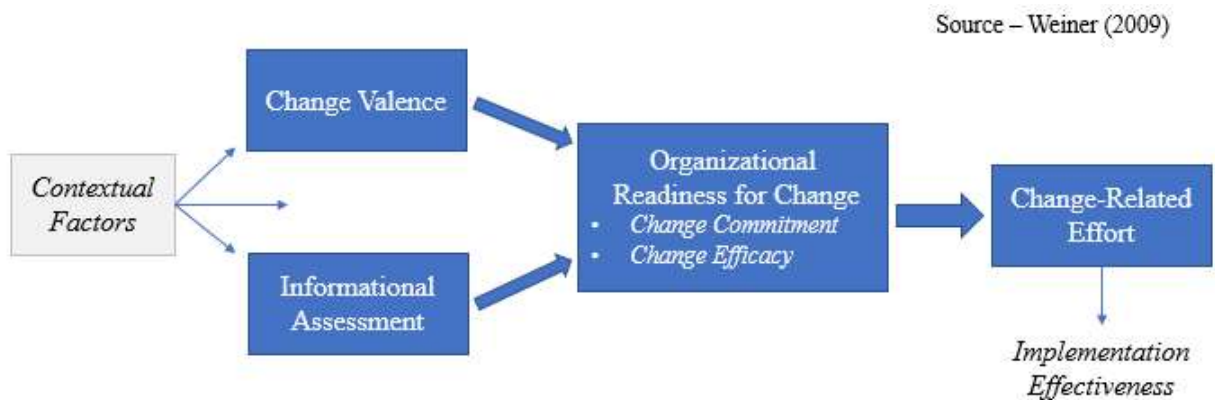 Source – Weiner (2009)
Contextual
Factors
Change Valence
Informational
Assessment
Organizational
Readiness for Change
• Change Commitment
• Change Efficacy
Change-Related
Effort
Implementation
Effectiveness